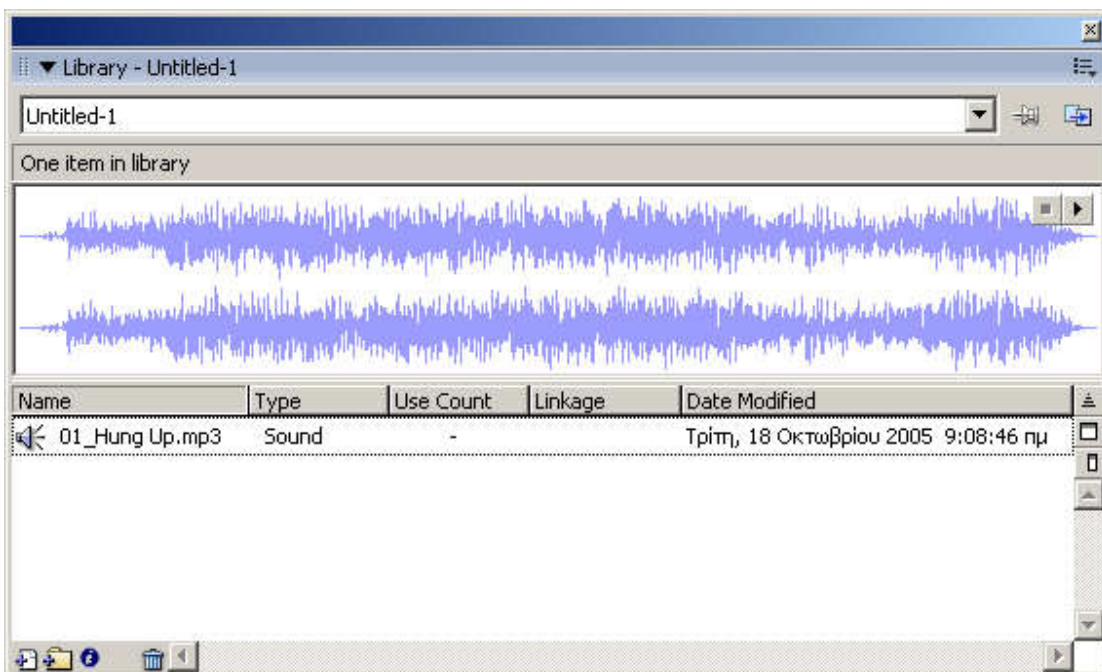 Library - Untitled-1
Untitled-1
One item in library
Name Type Use Count Linkage Date Modified
01_Hung Up.mp3 Sound - Τρίτη, 18 Οκτωβρίου 2005 9:08:46 πμ